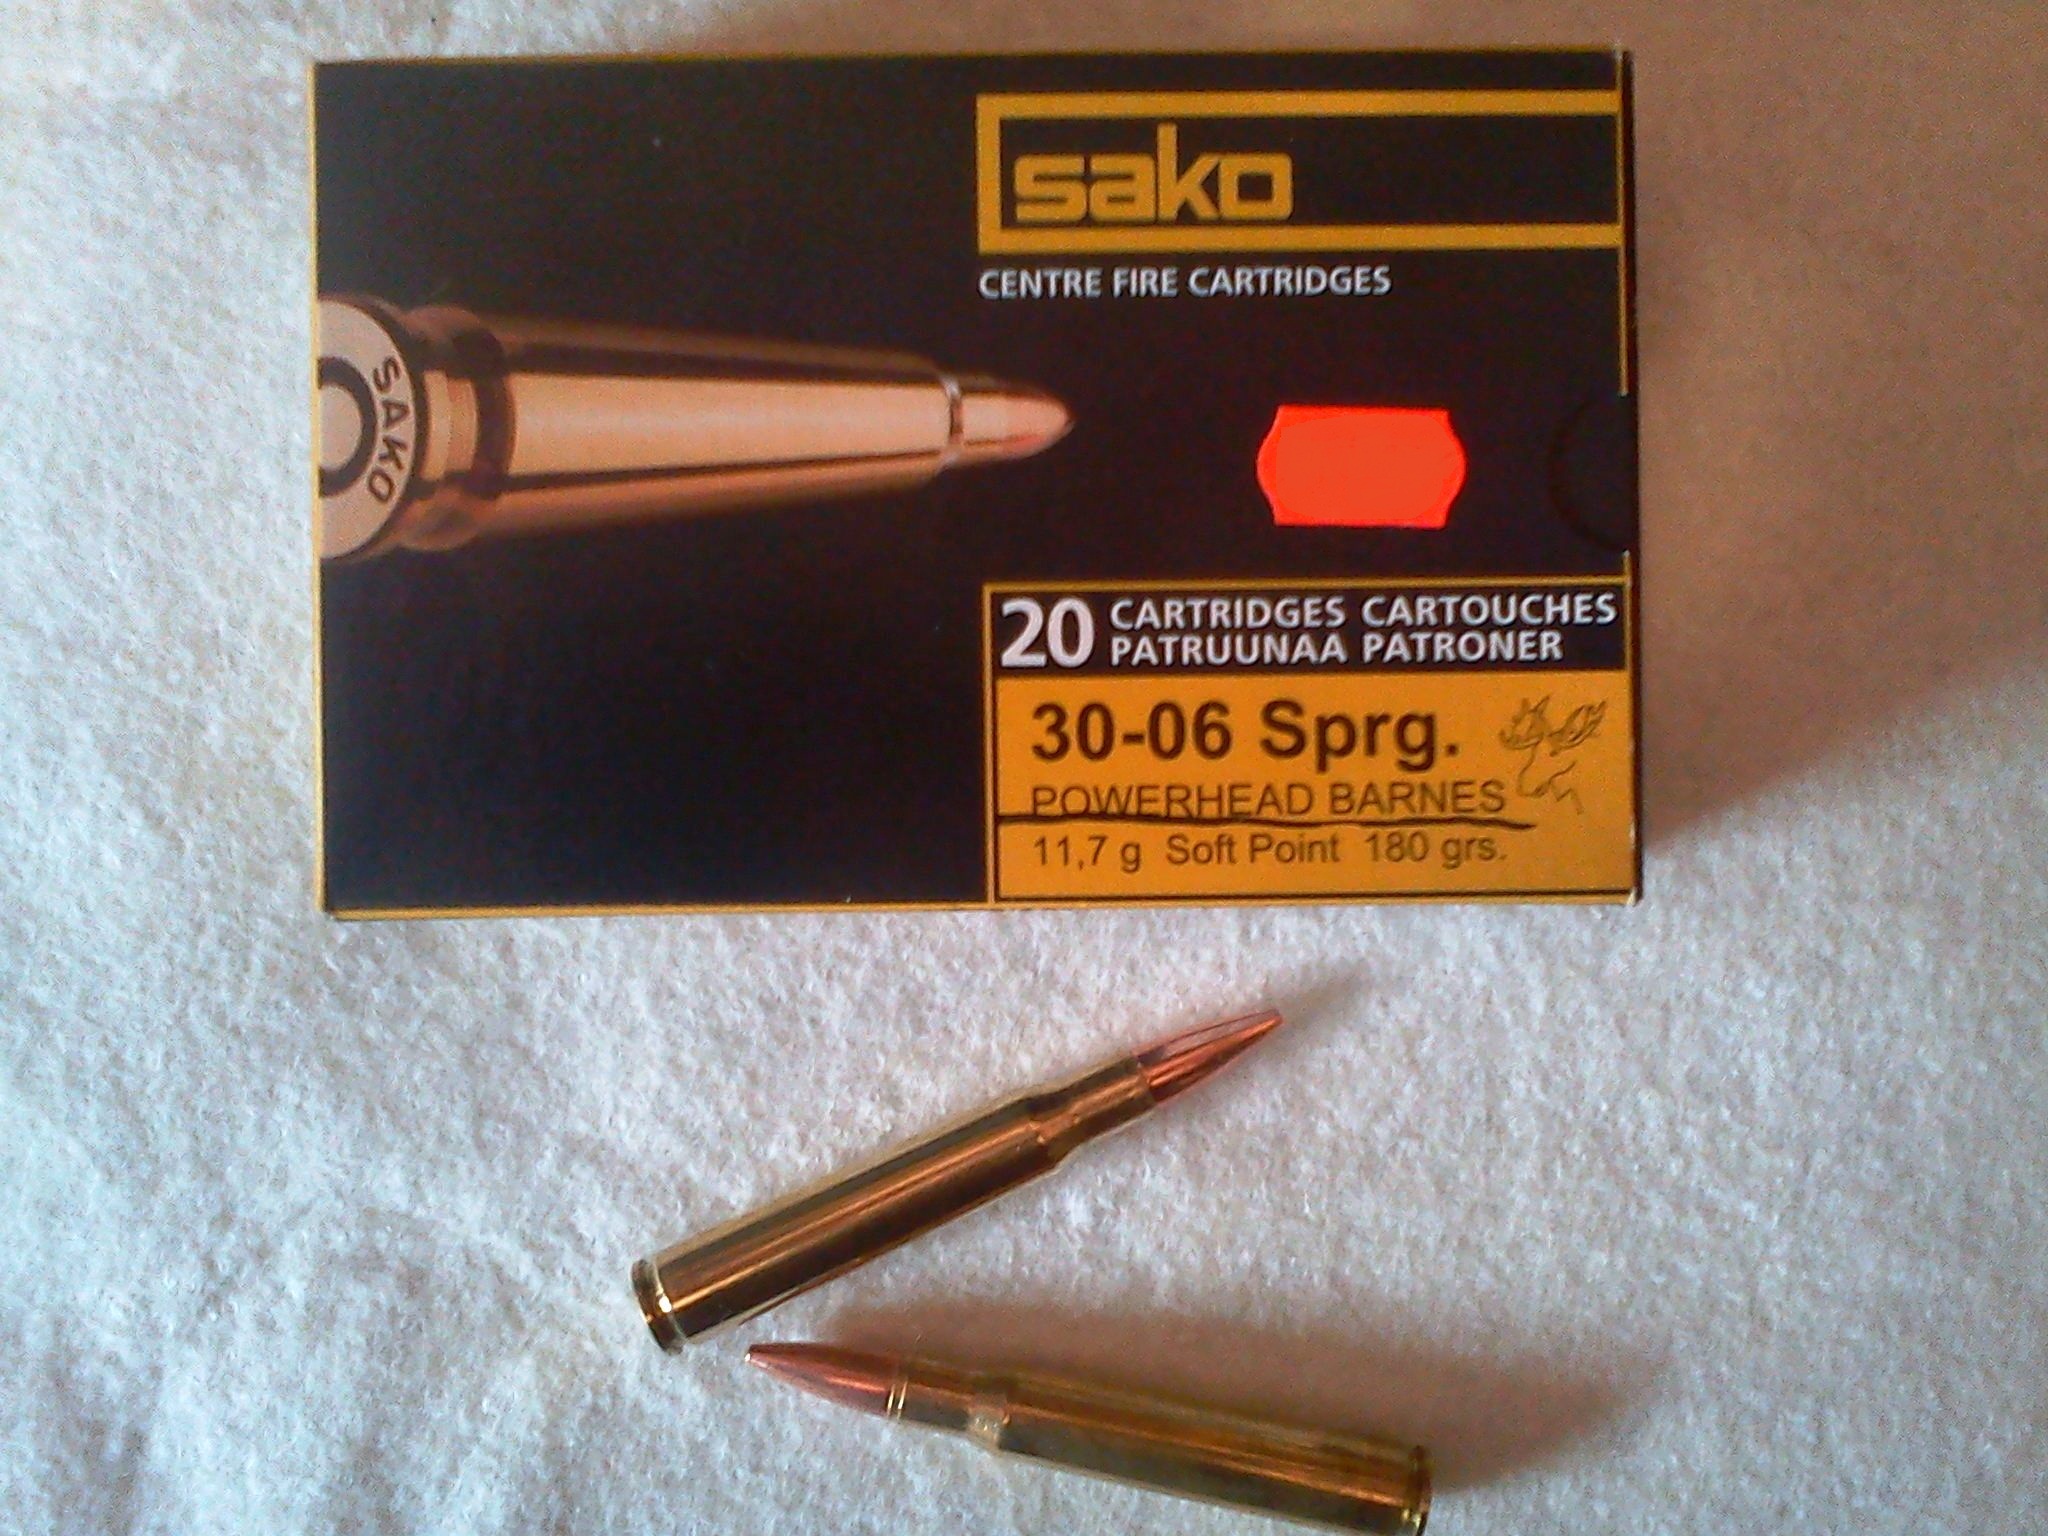 sako
CENTRE FIRE CARTRIDGES
SAKO
20 CARTRIDGES CARTOUCHES
PATRUUNAA PATRONER
30-06 Sprg.
POWERHEAD BARNES
11,7 g Soft Point 180 grs.